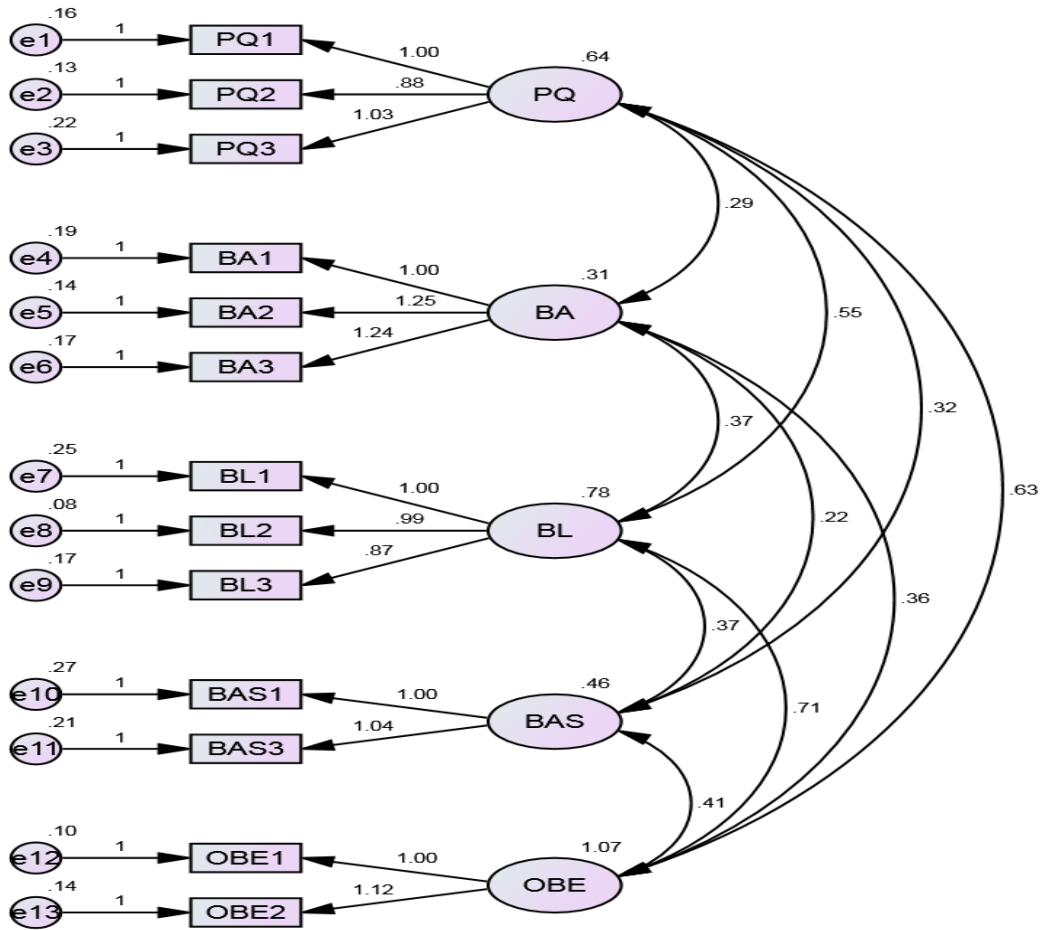 .16
e1 1 PQ1
1.00
.64
.13
e2 1 PQ2
.88
PQ
.22
e3 1 PQ3
1.03
.29
.19
e4 1 BA1
1.00
.31
.14
e5 1 BA2
1.25
BA
.55
.17
e6 1 BA3
1.24
.32
.37
.25
e7 1 BL1
1.00
.78
.63
.08
e8 1 BL2
.99
BL
.22
.17
e9 1 BL3
.87
.36
.37
.27
e10 1 BAS1
1.00
.46
.71
.21
e11 1 BAS3
1.04
BAS
.41
.10
e12 1 OBE1
1.00
1.07
.14
e13 1 OBE2
1.12
OBE